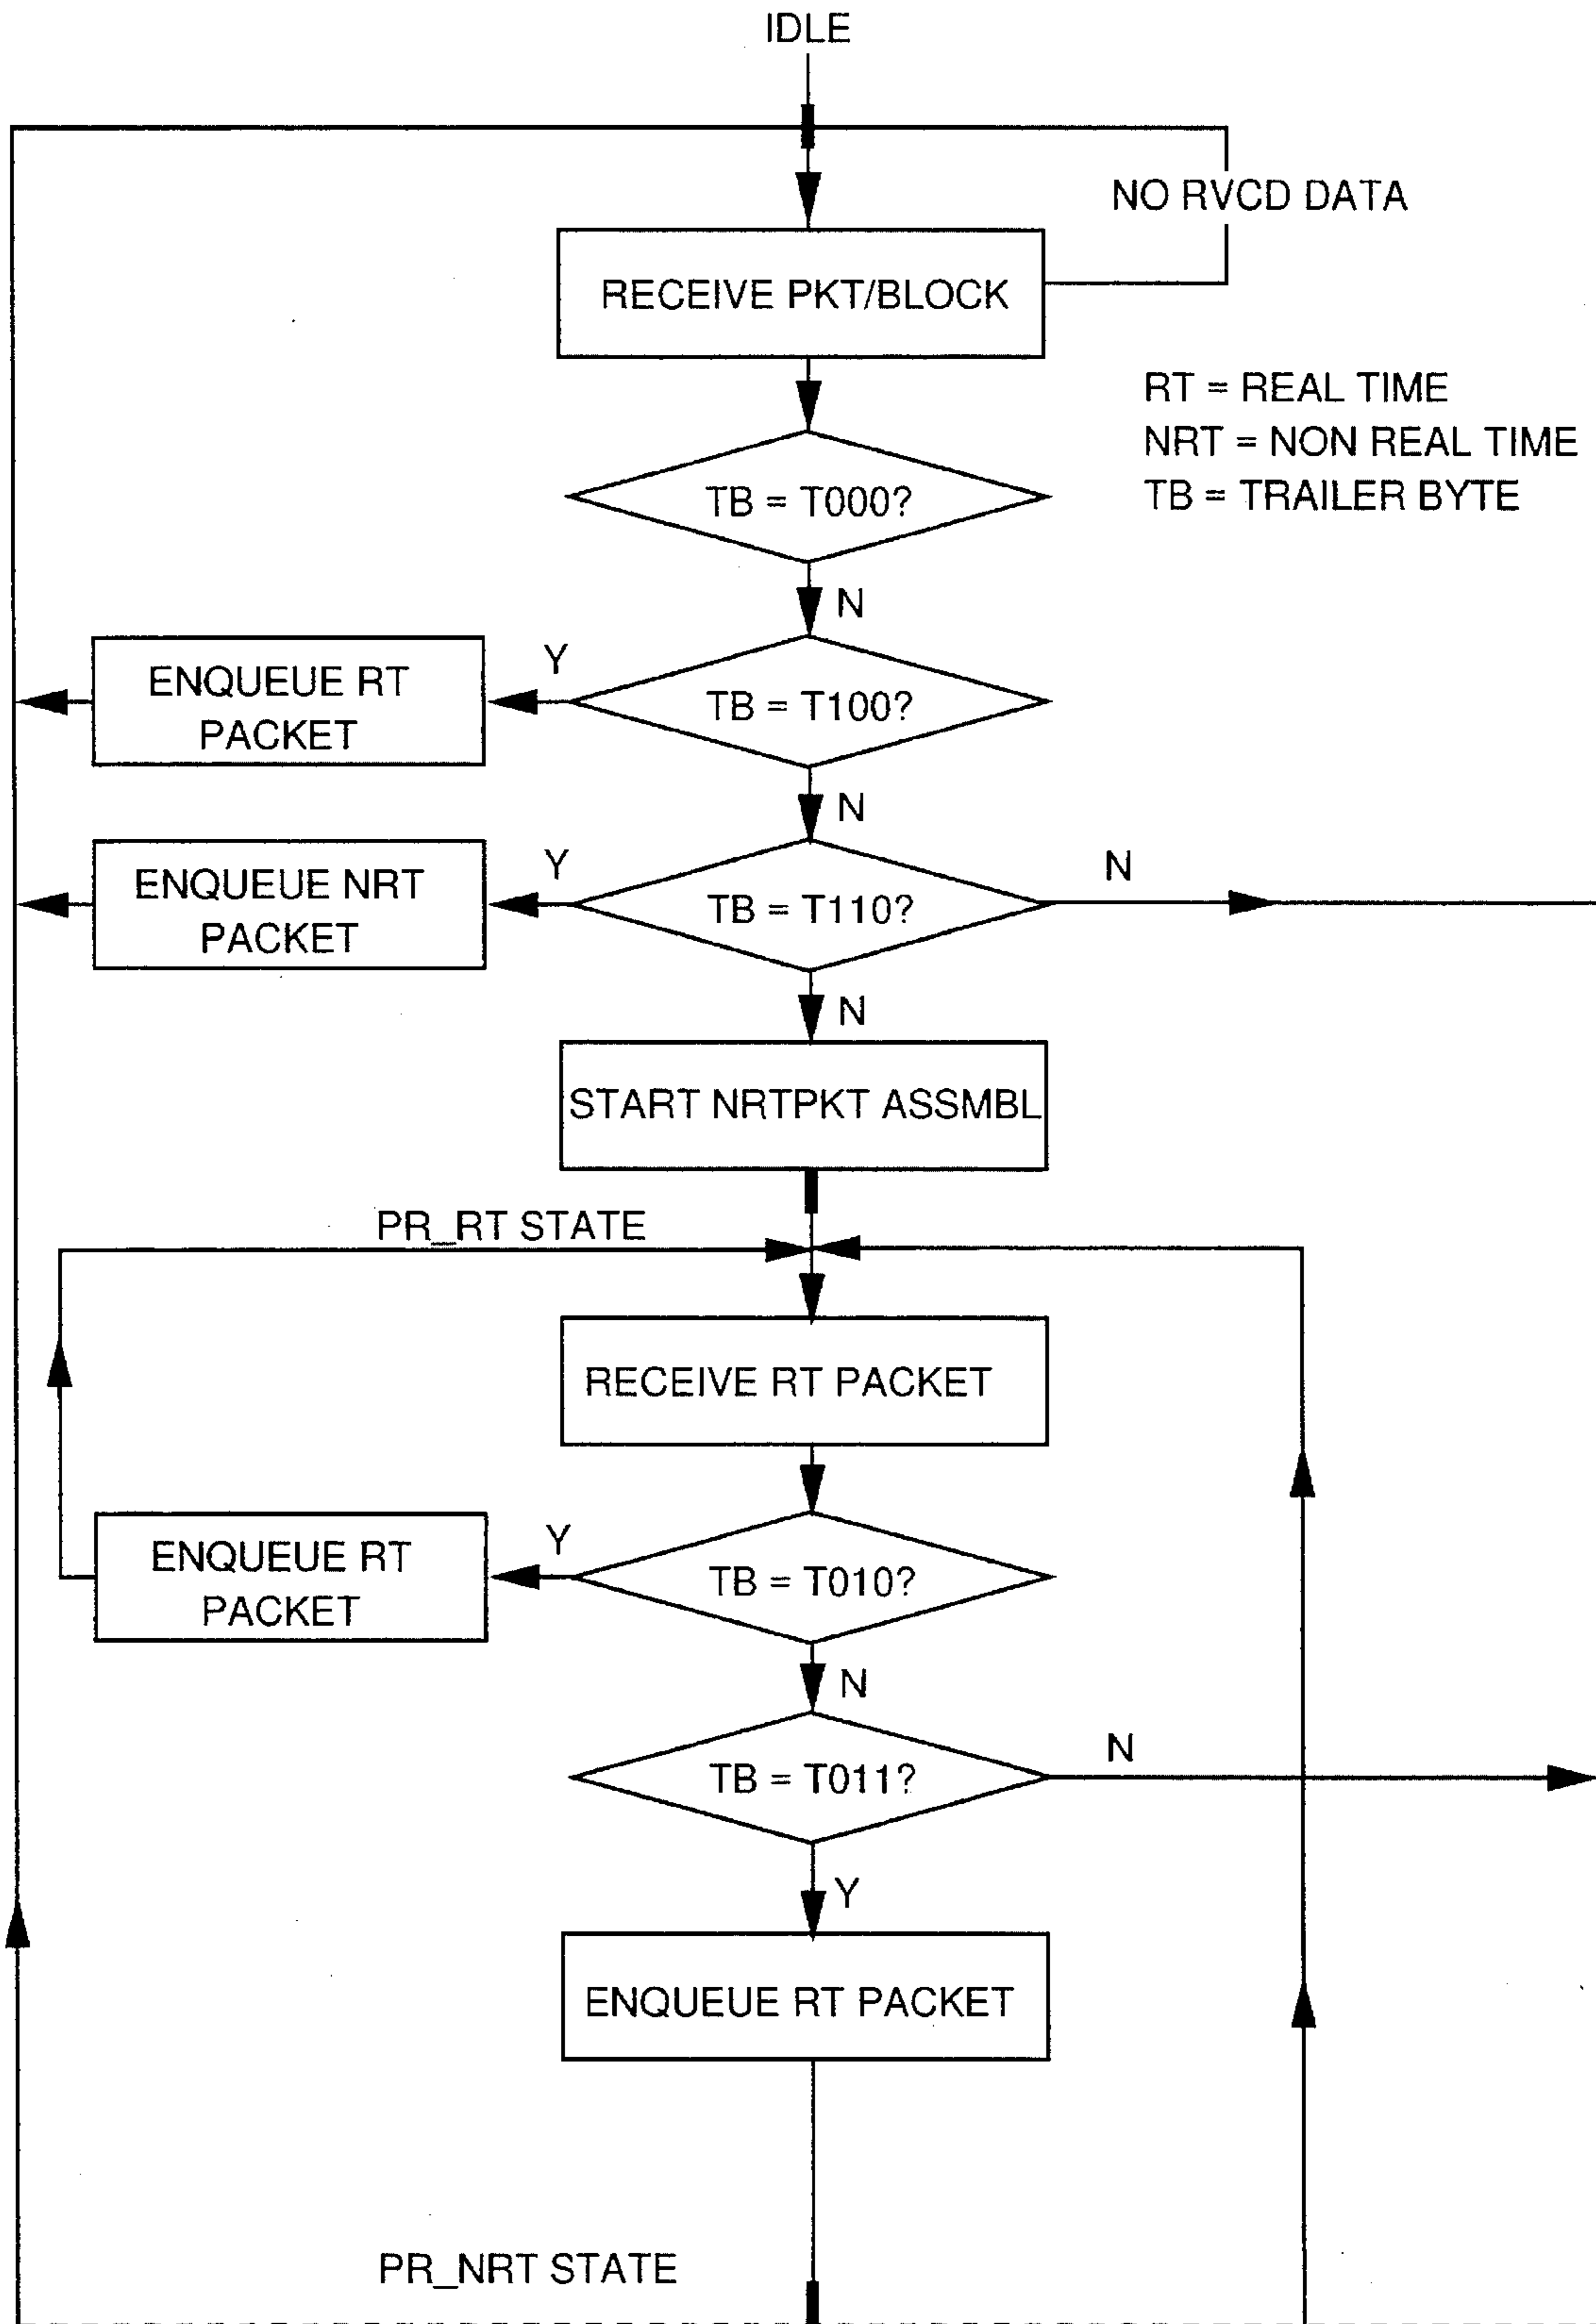 IDLE
NO RVCD DATA
RECEIVE PKT/BLOCK
RT = REAL TIME
NRT = NON REAL TIME
TB = TRAILER BYTE
TB = T000?
N
ENQUEUE RT
PACKET
Y
TB = T100?
N
ENQUEUE NRT
PACKET
Y
TB = T110?
N
N
START NRTPKT ASSMBL
PR_RT STATE
RECEIVE RT PACKET
ENQUEUE RT
PACKET
Y
TB = T010?
N
TB = T011?
N
Y
ENQUEUE RT PACKET
PR_NRT STATE